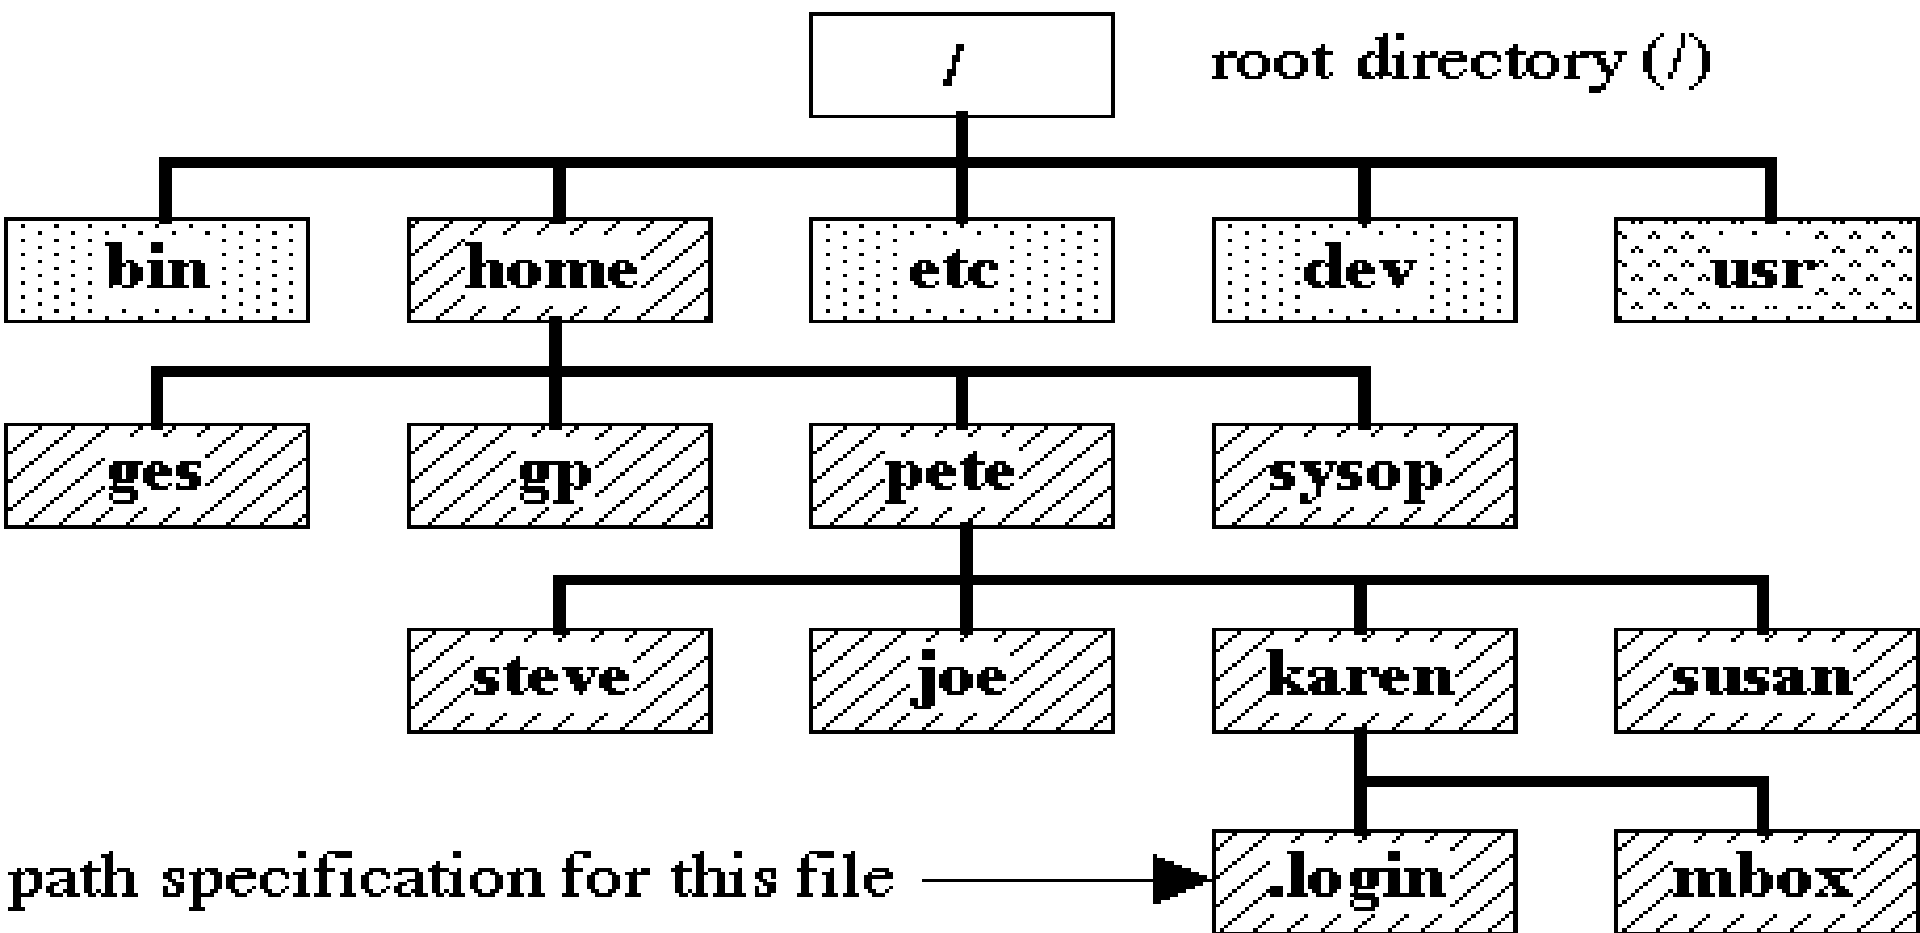 / root directory (/)
bin home etc dev usr
ges gp pete sysop
steve joe karen susan
path specification for this file .login mbox